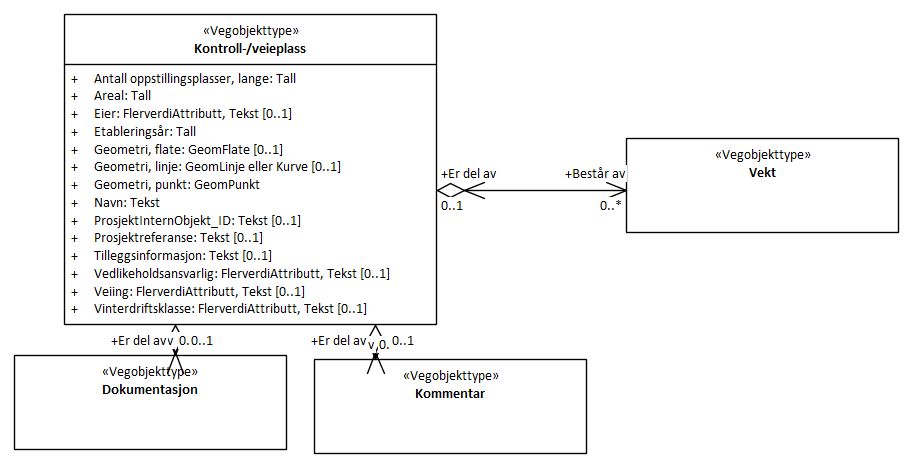 «Vegobjekttype»
Kontroll-/veieplass
+ Antall oppstillingsplasser, lange: Tall
+ Areal: Tall
+ Eier: FlerverdiAttributt, Tekst [0..1]
+ Etableringsår: Tall
+ Geometri, flate: GeomFlate [0..1]
+ Geometri, linje: GeomLinje eller Kurve [0..1]
+ Geometri, punkt: GeomPunkt
+ Navn: Tekst
+ ProsjektInternObjekt_ID: Tekst [0..1]
+ Prosjektreferanse: Tekst [0..1]
+ Tilleggsinformasjon: Tekst [0..1]
+ Vedlikeholdsansvarlig: FlerverdiAttributt, Tekst [0..1]
+ Veiing: FlerverdiAttributt, Tekst [0..1]
+ Vinterdriftsklasse: FlerverdiAttributt, Tekst [0..1]
+Er del av +Består av
0..1 0..*
«Vegobjekttype»
Vekt
+Er del av 0..1 +Er del av 0..1
«Vegobjekttype»
Dokumentasjon
«Vegobjekttype»
Kommentar